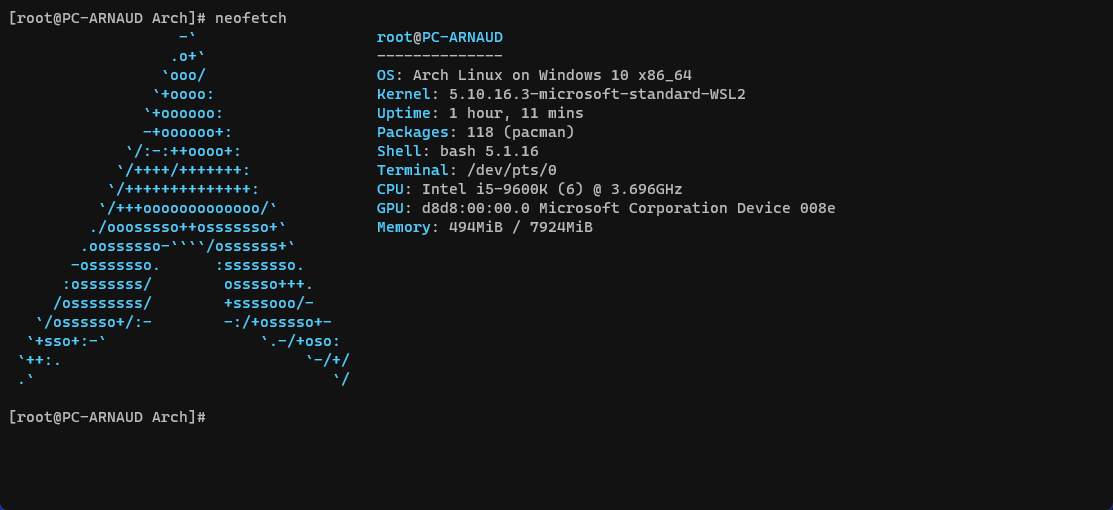 [root@PC-ARNAUD Arch]# neofetch
                   -`                    root@PC-ARNAUD
                  .o+`                   --------------
                 `ooo/                   OS: Arch Linux on Windows 10 x86_64
                `+oooo:                  Kernel: 5.10.16.3-microsoft-standard-WSL2
               `+oooooo:                 Uptime: 1 hour, 11 mins
               -+oooooo+:                Packages: 118 (pacman)
             `/:-:++oooo+:               Shell: bash 5.1.16
            `/++++/+++++++:              Terminal: /dev/pts/0
           `/++++++++++++++:             CPU: Intel i5-9600K (6) @ 3.696GHz
          `/+++ooooooooooooo/`           GPU: d8d8:00:00.0 Microsoft Corporation Device 008e
         ./ooosssso++osssssso+`          Memory: 494MiB / 7924MiB
        .oossssso-````/ossssss+`
       -osssssso.      :ssssssso.
      :osssssss/        osssso+++.
     /ossssssss/        +ssssooo/-
   `/ossssso+/:-        -:/+osssso+-
  `+sso+:-`                 `.-/+oso:
 `++:.                           `-/+/
 .`                                 `/
[root@PC-ARNAUD Arch]#